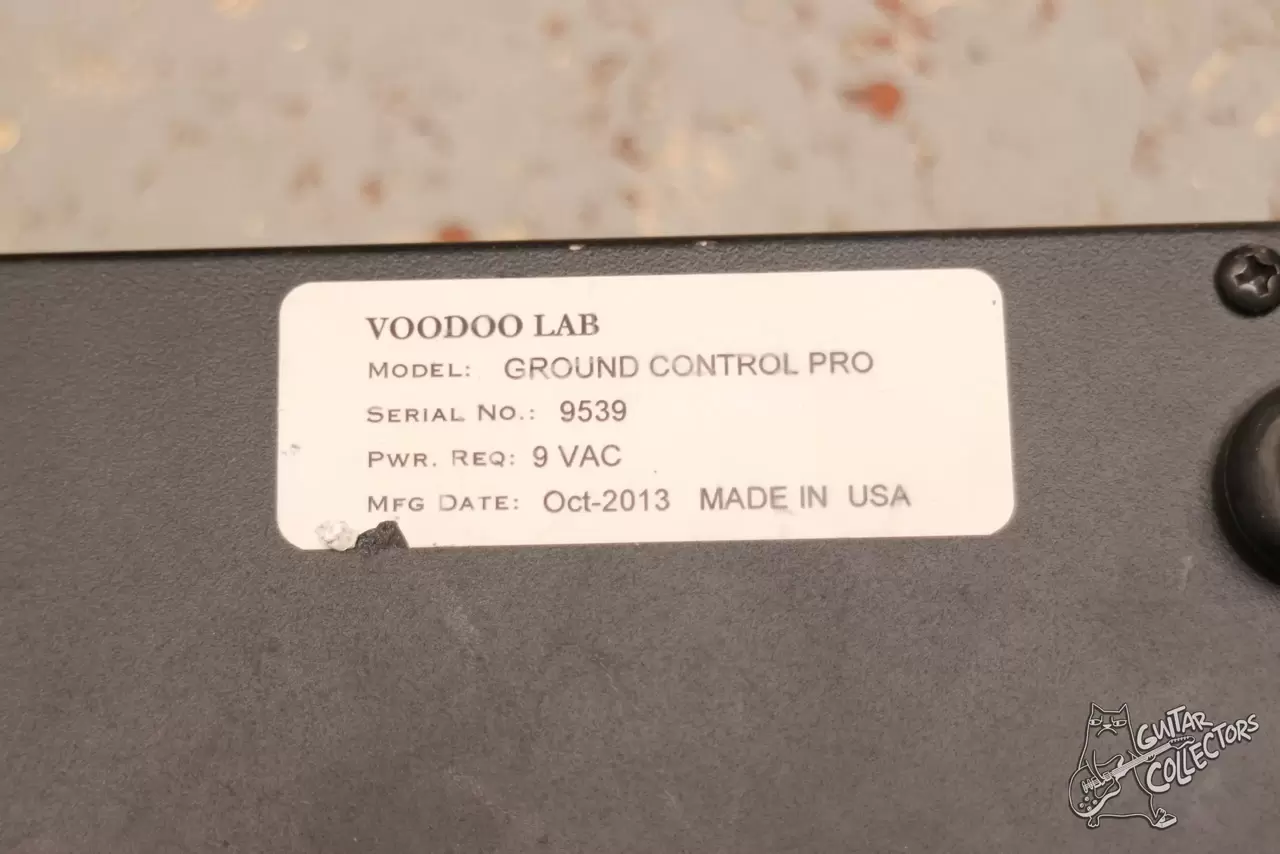 VOODOO LAB
MODEL: GROUND CONTROL PRO
SERIAL NO.: 9539
PWR. REQ: 9 VAC
MFG DATE: Oct-2013 MADE IN USA
GUITAR
COLLECTORS